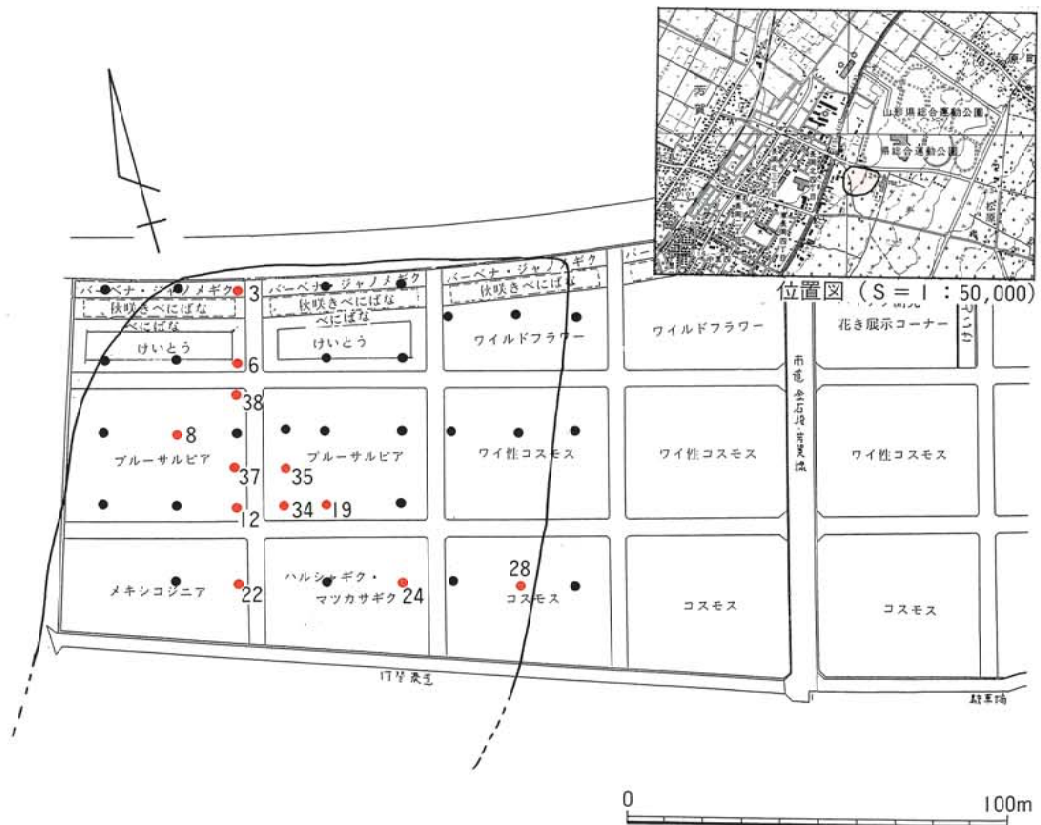 原町
芳賀
山形県総合運動公園
県総合運動公園
位置図（S＝1：50,000）
バーベナ・ジャノメギク
3
バーベナ・ジャノメギク
バーベナ・ジャノメギク
秋咲きべにばな
秋咲きべにばな
秋咲きべにばな
べにばな
べにばな
けいとう
けいとう
ワイルドフラワー
ワイルドフラワー
花き展示コーナー
6
38
8
ブルーサルビア
ブルーサルビア
ワイ性コスモス
ワイ性コスモス
ワイ性コスモス
37
35
12
34
19
メキシコジニア
22
ハルシャギク・
マツカサギク
24
28
コスモス
コスモス
コスモス
駐車場
0
100m